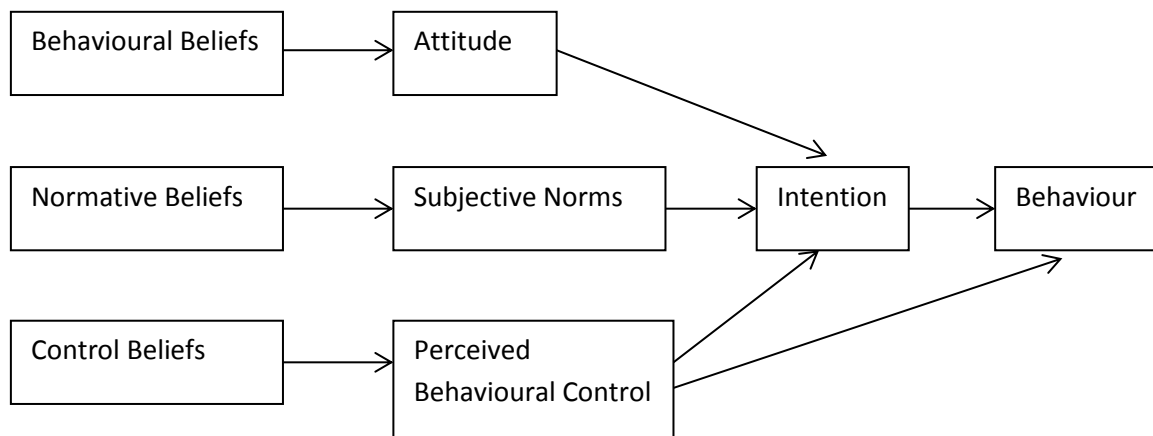 Behavioural Beliefs
Attitude
Normative Beliefs
Subjective Norms
Intention
Behaviour
Control Beliefs
Perceived
Behavioural Control